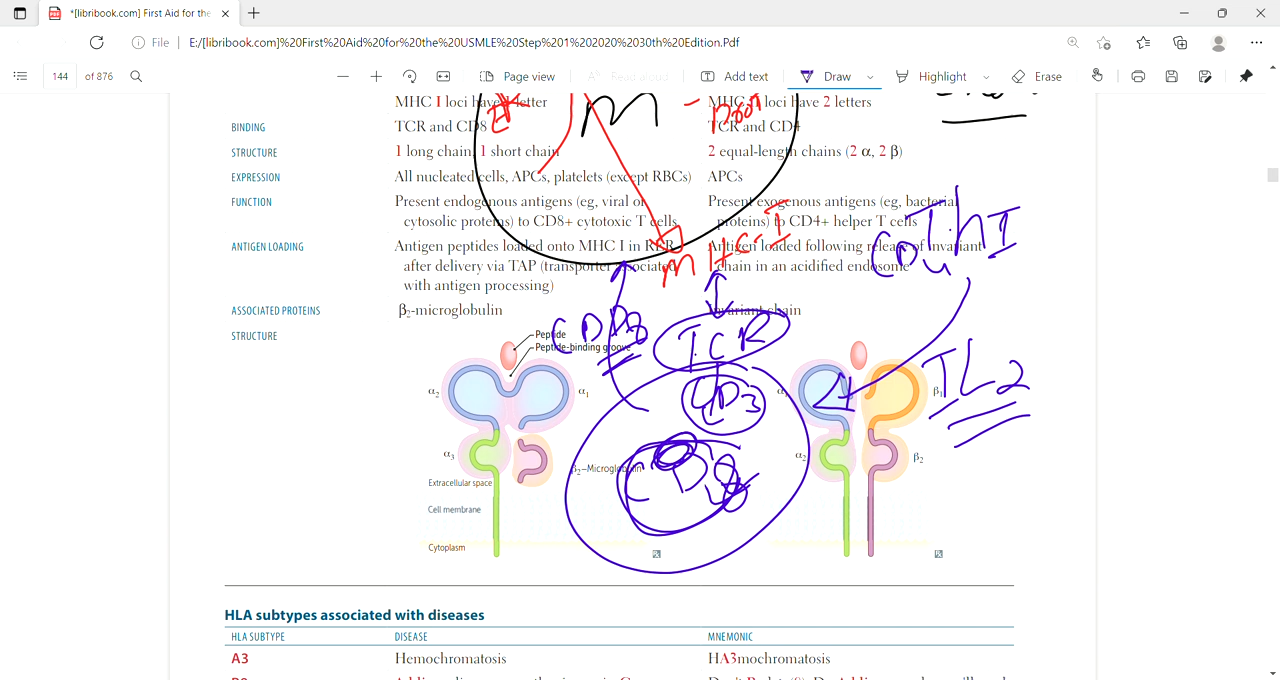 *[libribook.com] First Aid for the
File
E:/[libribook.com]%20First%20Aid%20for%20the%20USMLE%20Step%201%202020%2030th%20Edition.Pdf
144 of 876
Page view
Read aloud
Add text
Draw
Highlight
Erase
MHC I loci have 1 letter
MHC II loci have 2 letters
m
BINDING
TCR and CD8
TCR and CD4
STRUCTURE
1 long chain, 1 short chain
2 equal-length chains (2 α, 2 β)
EXPRESSION
All nucleated cells, APCs, platelets (except RBCs)
APCs
FUNCTION
Present endogenous antigens (eg, viral or
cytosolic proteins) to CD8+ cytotoxic T cells
Present exogenous antigens (eg, bacterial
proteins) to CD4+ helper T cells
ThI
CD4
ANTIGEN LOADING
Antigen peptides loaded onto MHC I in RER
after delivery via TAP (transporter associated
with antigen processing)
Antigen loaded following release of invariant
chain in an acidified endosome
MHC-I
ASSOCIATED PROTEINS
β2-microglobulin
Invariant chain
STRUCTURE
CD8
TCR
CD3
CD8
IL2
Peptide
Peptide-binding groove
α2
α1
α3
β2–Microglobulin
Extracellular space
Cell membrane
Cytoplasm
α1
β1
α2
β2
HLA subtypes associated with diseases
HLA SUBTYPE
DISEASE
MNEMONIC
A3
Hemochromatosis
HA3mochromatosis